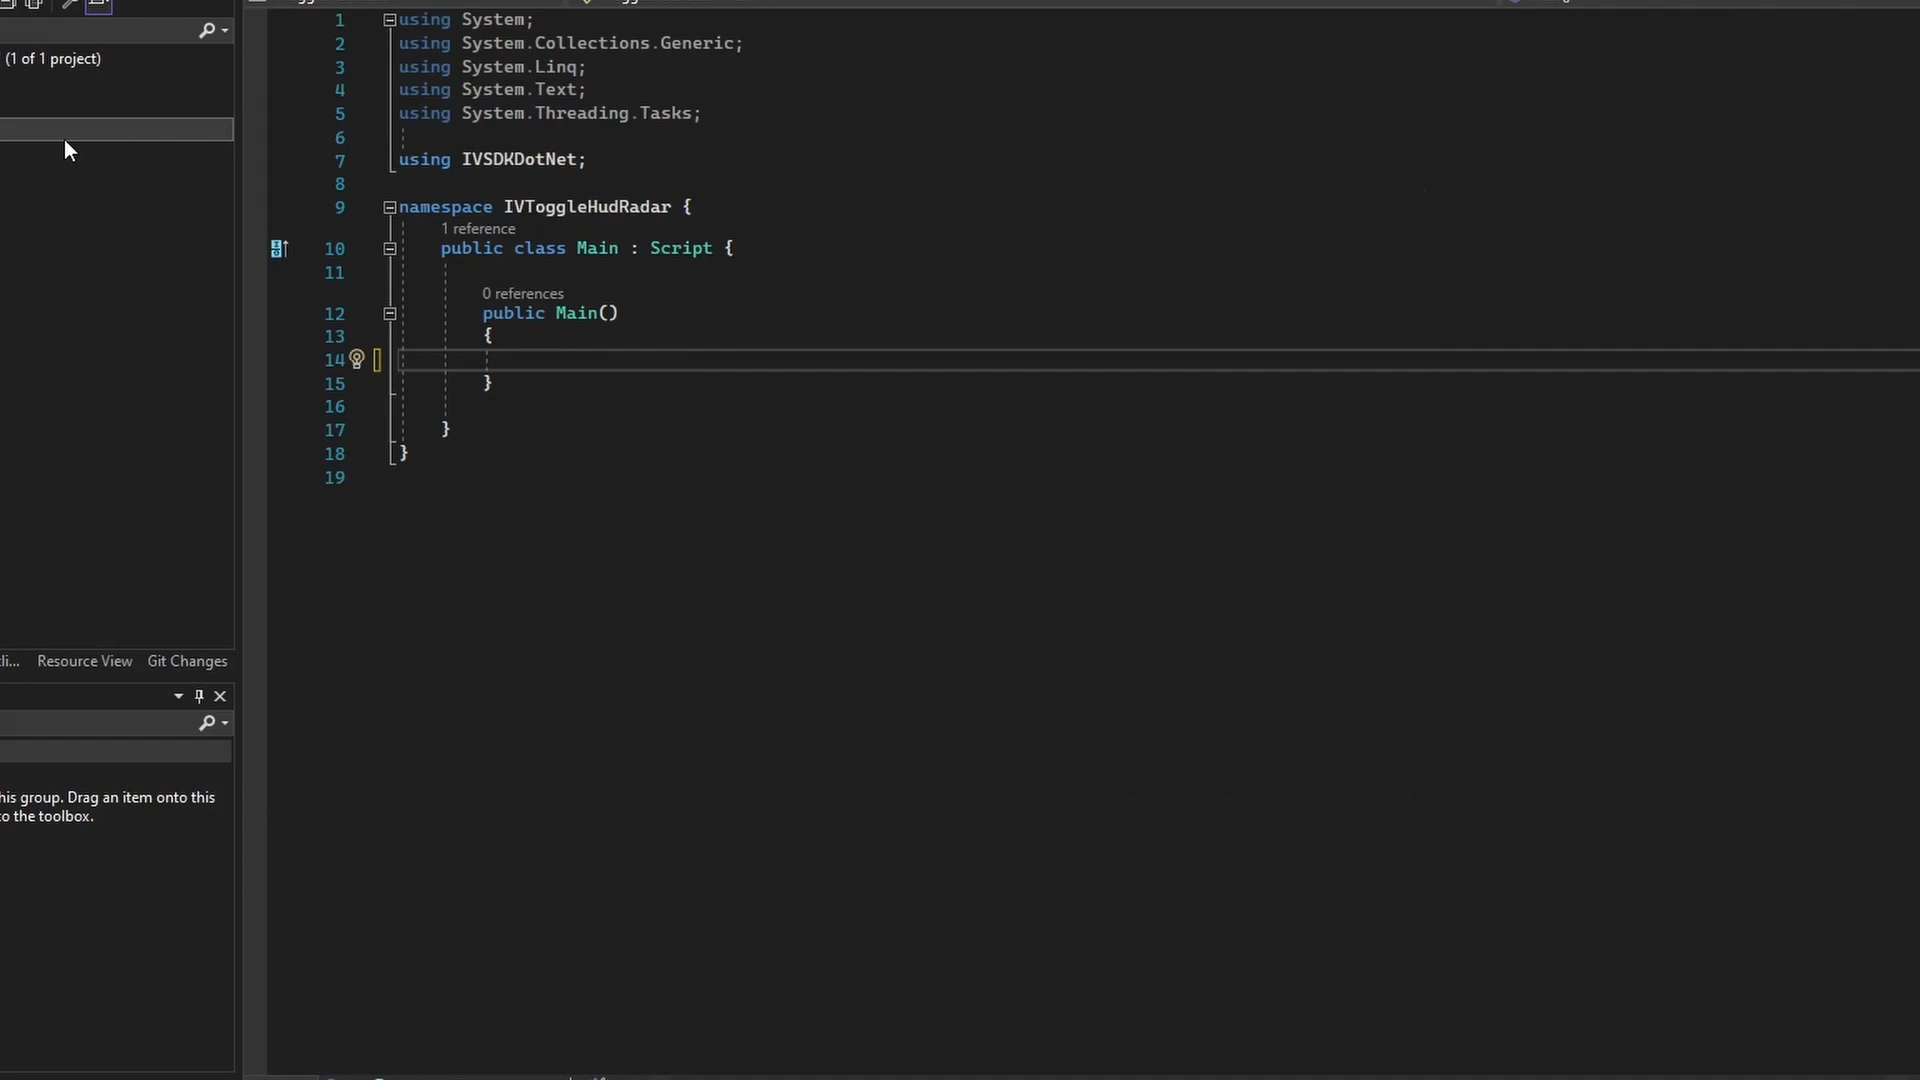 (1 of 1 project)
Resource View Git Changes
his group. Drag an item onto this
o the toolbox.
1 using System;
2 using System.Collections.Generic;
3 using System.Linq;
4 using System.Text;
5 using System.Threading.Tasks;
6
7 using IVSDKDotNet;
8
9 namespace IVToggleHudRadar {
1 reference
10 public class Main : Script {
11
0 references
12 public Main()
13 {
14
15 }
16
17 }
18 }
19